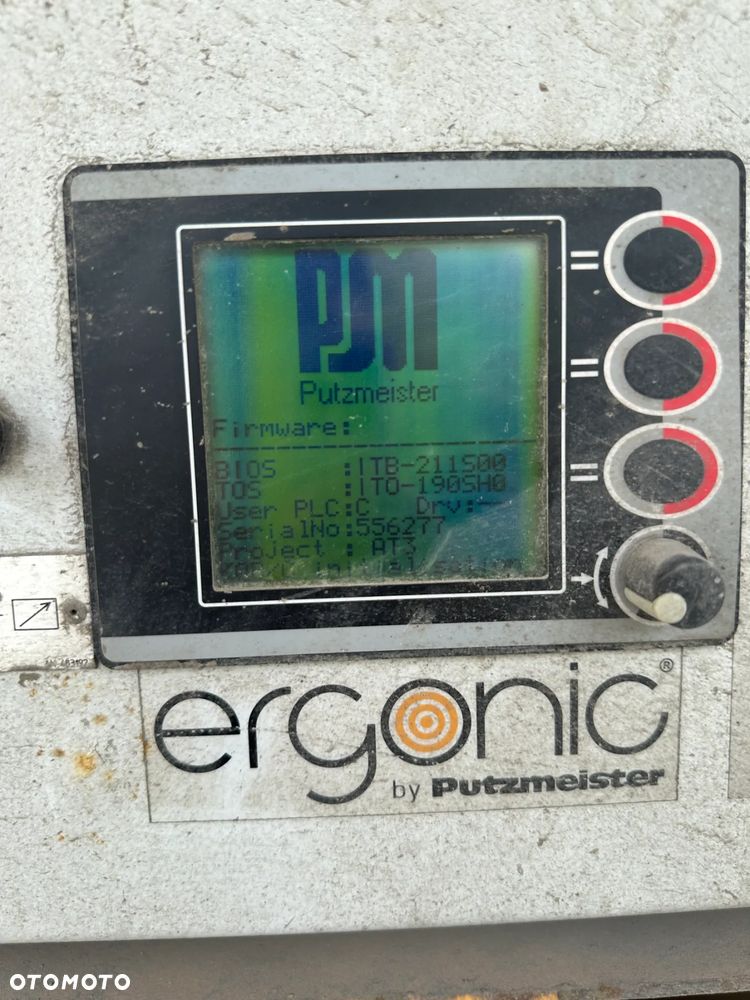 PM
Putzmeister
Firmware:
BIOS :ITB-211S00
TOS :ITO-190SH0
User PLC:C Drv:--
SerialNo:556277
Project : AT3
ergonic®
by Putzmeister
OTOMOTO